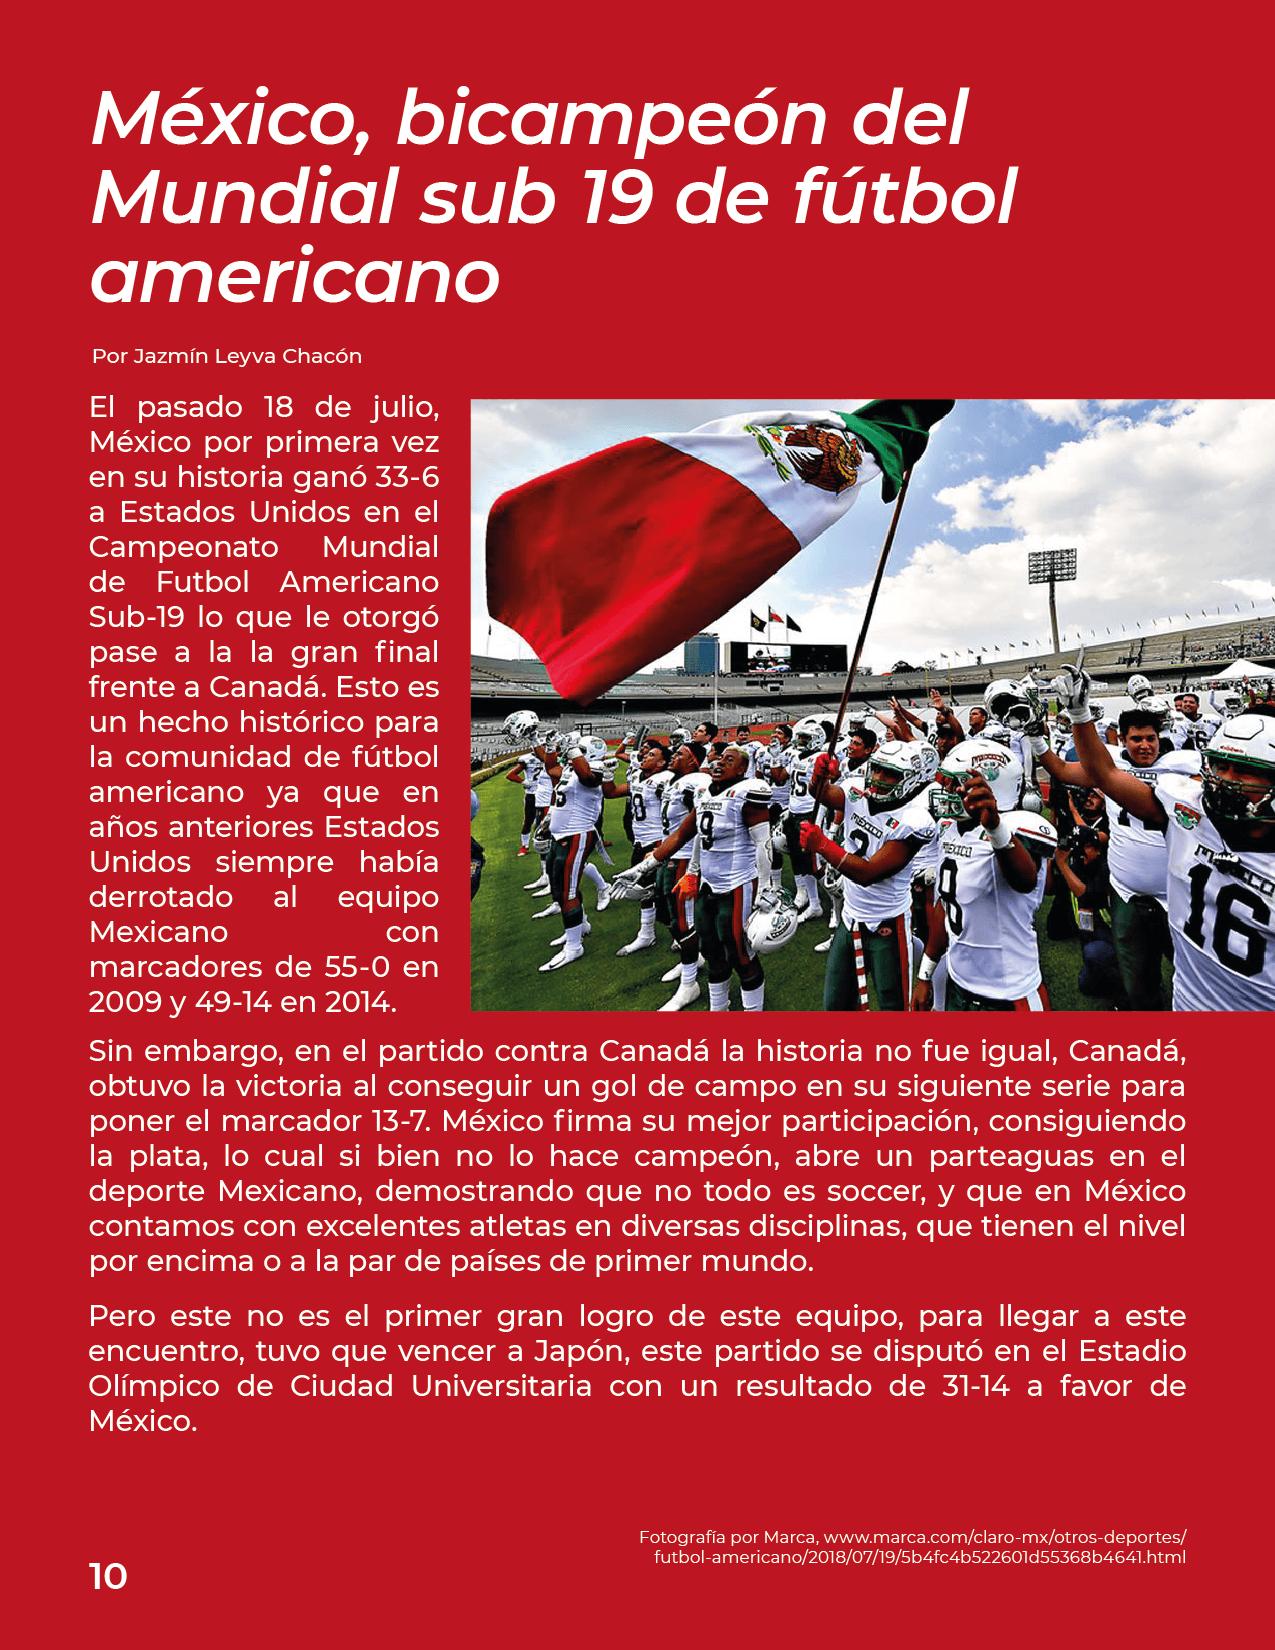 México, bicampeón del
Mundial sub 19 de fútbol
americano
Por Jazmín Leyva Chacón
El pasado 18 de julio,
México por primera vez
en su historia ganó 33-6
a Estados Unidos en el
Campeonato Mundial
de Futbol Americano
Sub-19 lo que le otorgó
pase a la la gran final
frente a Canadá. Esto es
un hecho histórico para
la comunidad de fútbol
americano ya que en
años anteriores Estados
Unidos siempre había
derrotado al equipo
Mexicano con
marcadores de 55-0 en
2009 y 49-14 en 2014.
MÉXICO
9
2
MÉXICO
9
MÉXICO
16
Sin embargo, en el partido contra Canadá la historia no fue igual, Canadá,
obtuvo la victoria al conseguir un gol de campo en su siguiente serie para
poner el marcador 13-7. México firma su mejor participación, consiguiendo
la plata, lo cual si bien no lo hace campeón, abre un parteaguas en el
deporte Mexicano, demostrando que no todo es soccer, y que en México
contamos con excelentes atletas en diversas disciplinas, que tienen el nivel
por encima o a la par de países de primer mundo.
Pero este no es el primer gran logro de este equipo, para llegar a este
encuentro, tuvo que vencer a Japón, este partido se disputó en el Estadio
Olímpico de Ciudad Universitaria con un resultado de 31-14 a favor de
México.
Fotografía por Marca, www.marca.com/claro-mx/otros-deportes/
futbol-americano/2018/07/19/5b4fc4b522601d55368b4641.html
10